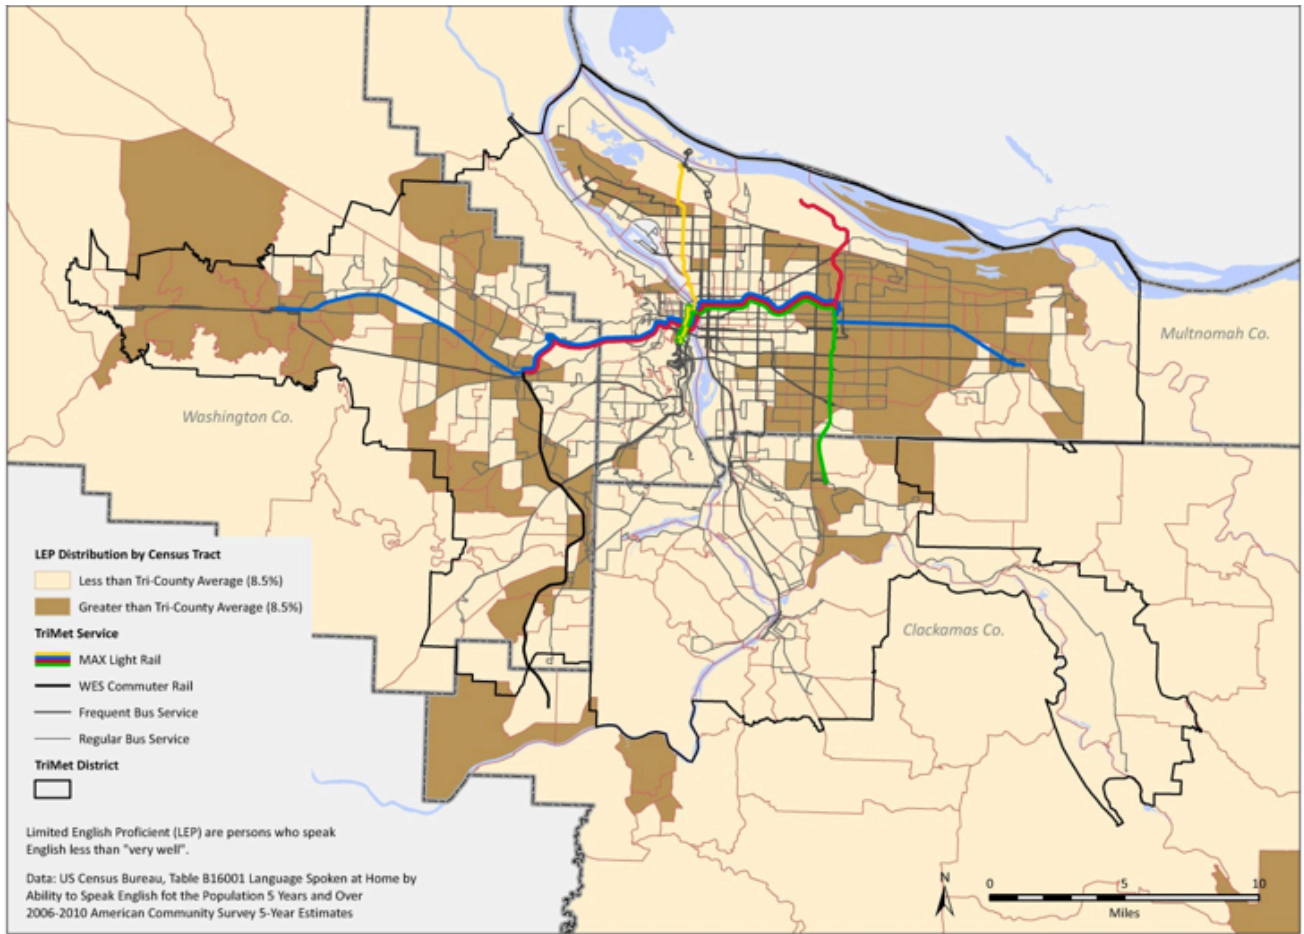 Multnomah Co.
Washington Co.
Clackamas Co.
LEP Distribution by Census Tract
Less than Tri-County Average (8.5%)
Greater than Tri-County Average (8.5%)
TriMet Service
MAX Light Rail
WES Commuter Rail
Frequent Bus Service
Regular Bus Service
TriMet District
Limited English Proficient (LEP) are persons who speak
English less than "very well".
Data: US Census Bureau, Table B16001 Language Spoken at Home by
Ability to Speak English fot the Population 5 Years and Over
2006-2010 American Community Survey 5-Year Estimates
N
0 5 10
Miles